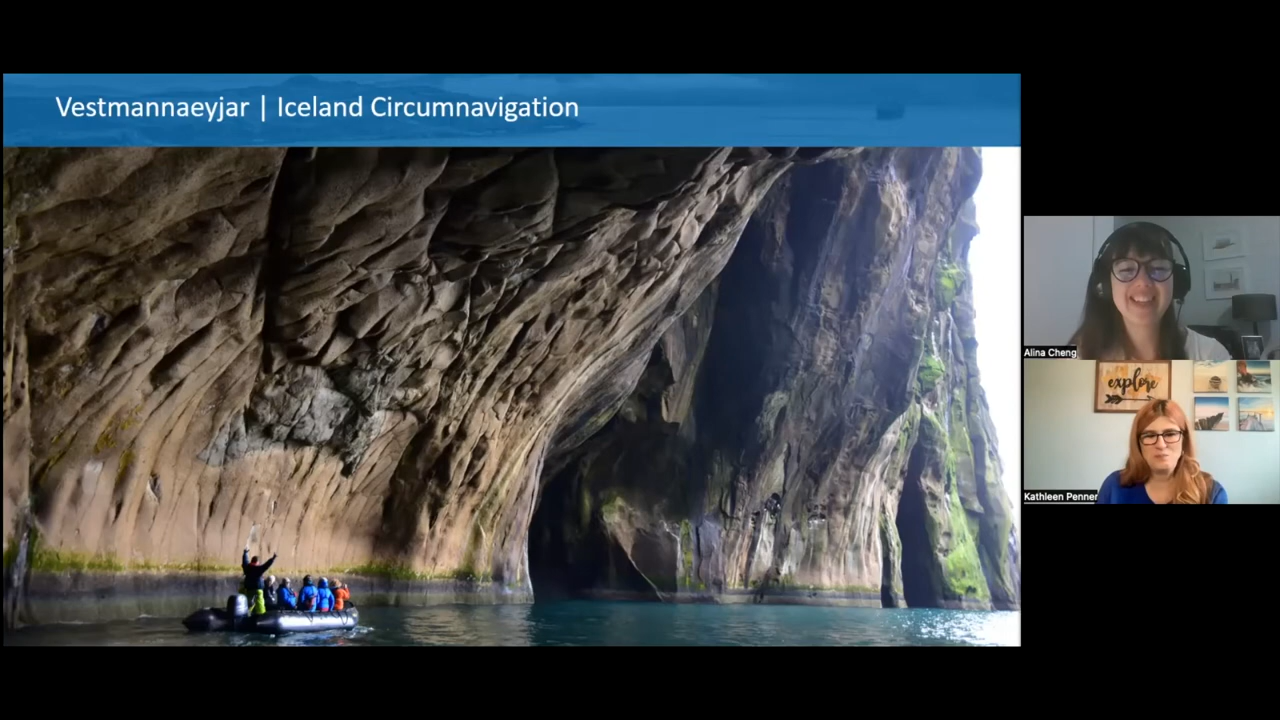 Vestmannaeyjar | Iceland Circumnavigation
Alina Cheng
explore
Kathleen Penner